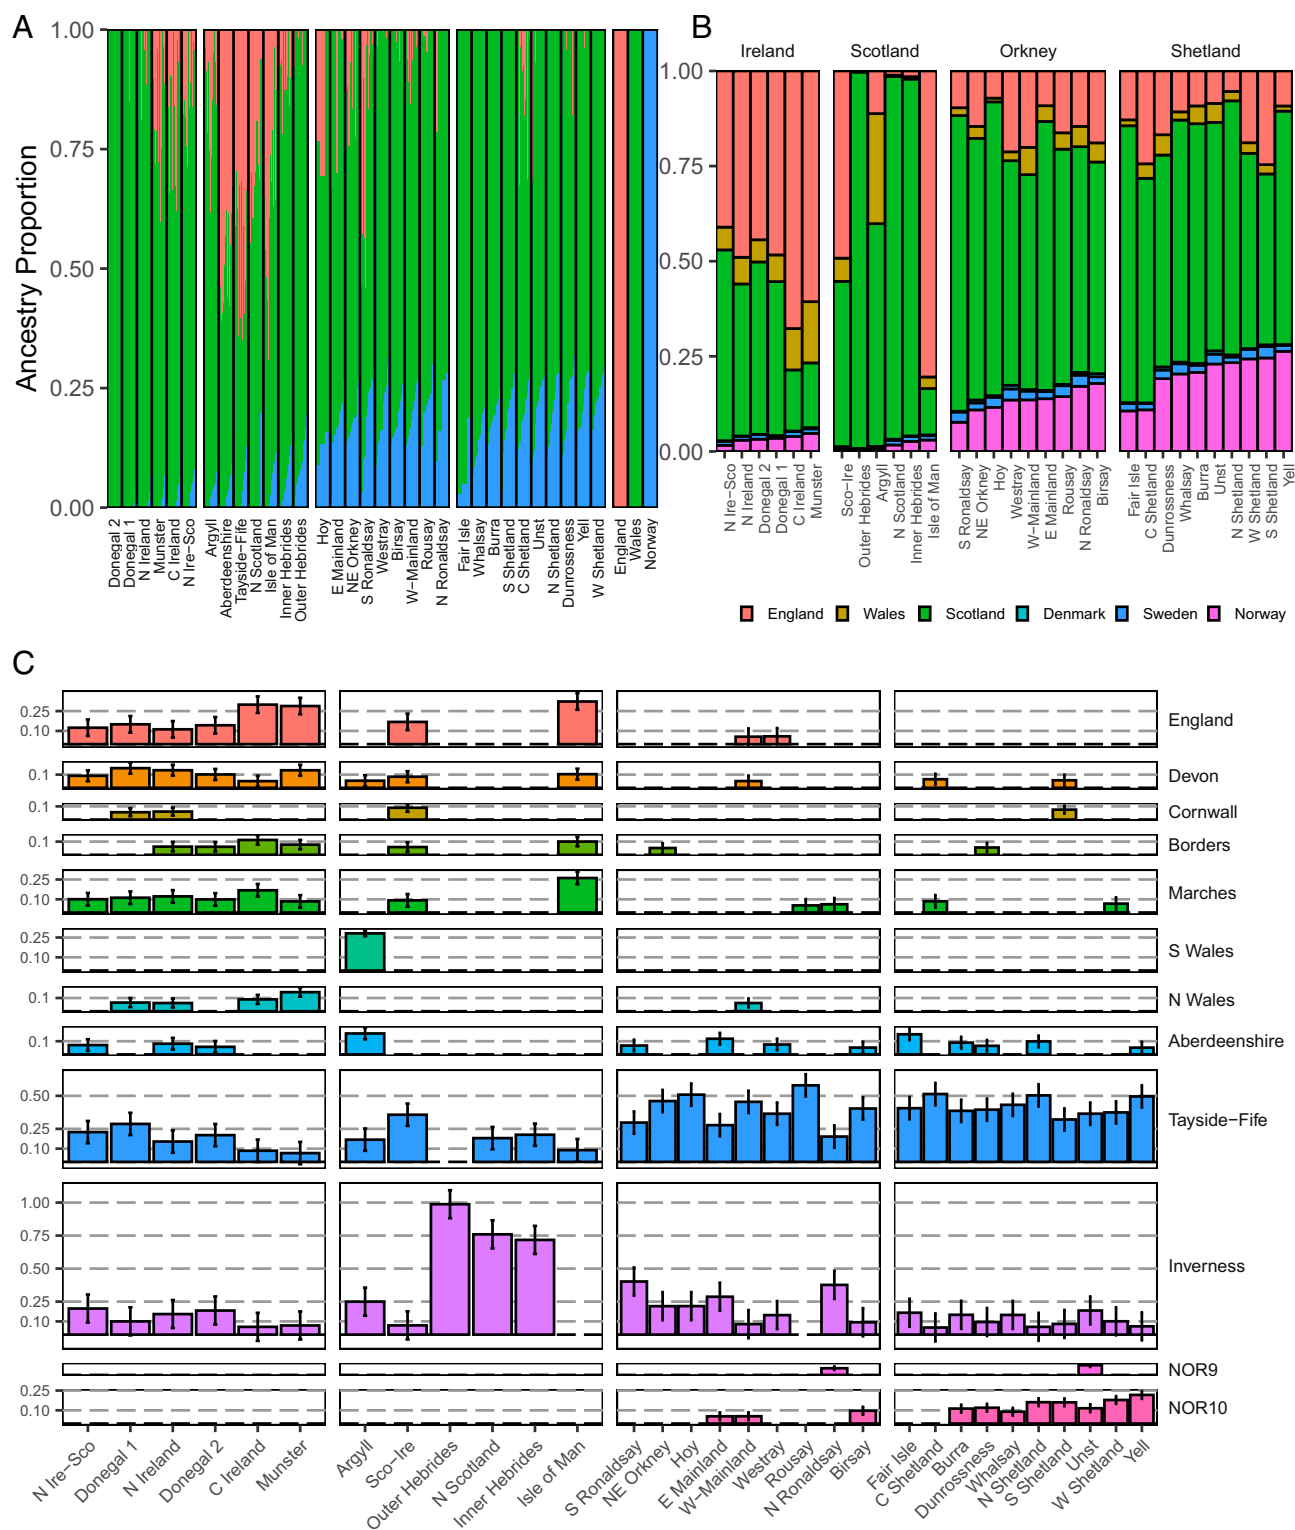 A
B
Ireland Scotland Orkney Shetland
Ancestry Proportion
1.00
0.75
0.50
0.25
0.00
1.00
0.75
0.50
0.25
0.00
Donegal 2
Donegal 1
N Ireland
Munster
C Ireland
N Ire−Sco
Argyll
Aberdeenshire
Tayside−Fife
N Scotland
Isle of Man
Inner Hebrides
Outer Hebrides
Hoy
E Mainland
NE Orkney
S Ronaldsay
Westray
Birsay
W−Mainland
Rousay
N Ronaldsay
Fair Isle
Whalsay
Burra
S Shetland
C Shetland
Unst
N Shetland
Dunrossness
Yell
W Shetland
England
Wales
Norway
N Ire−Sco
N Ireland
Donegal 2
Donegal 1
C Ireland
Munster
Sco−Ire
Outer Hebrides
Argyll
N Scotland
Inner Hebrides
Isle of Man
S Ronaldsay
NE Orkney
Hoy
Westray
W−Mainland
E Mainland
Rousay
N Ronaldsay
Birsay
Fair Isle
C Shetland
Dunrossness
Whalsay
Burra
Unst
N Shetland
W Shetland
S Shetland
Yell
England Wales Scotland Denmark Sweden Norway
C
0.25
0.10
England
0.1
Devon
0.1
Cornwall
0.1
Borders
0.25
0.10
Marches
0.25
0.10
S Wales
0.1
N Wales
0.1
Aberdeenshire
0.50
0.25
0.10
Tayside−Fife
1.00
0.75
0.50
0.25
0.10
Inverness
NOR9
0.25
0.10
NOR10
N Ire−Sco
Donegal 1
N Ireland
Donegal 2
C Ireland
Munster
Argyll
Sco−Ire
Outer Hebrides
N Scotland
Inner Hebrides
Isle of Man
S Ronaldsay
NE Orkney
Hoy
E Mainland
W−Mainland
Westray
Rousay
N Ronaldsay
Birsay
Fair Isle
C Shetland
Burra
Dunrossness
Whalsay
N Shetland
S Shetland
Unst
W Shetland
Yell